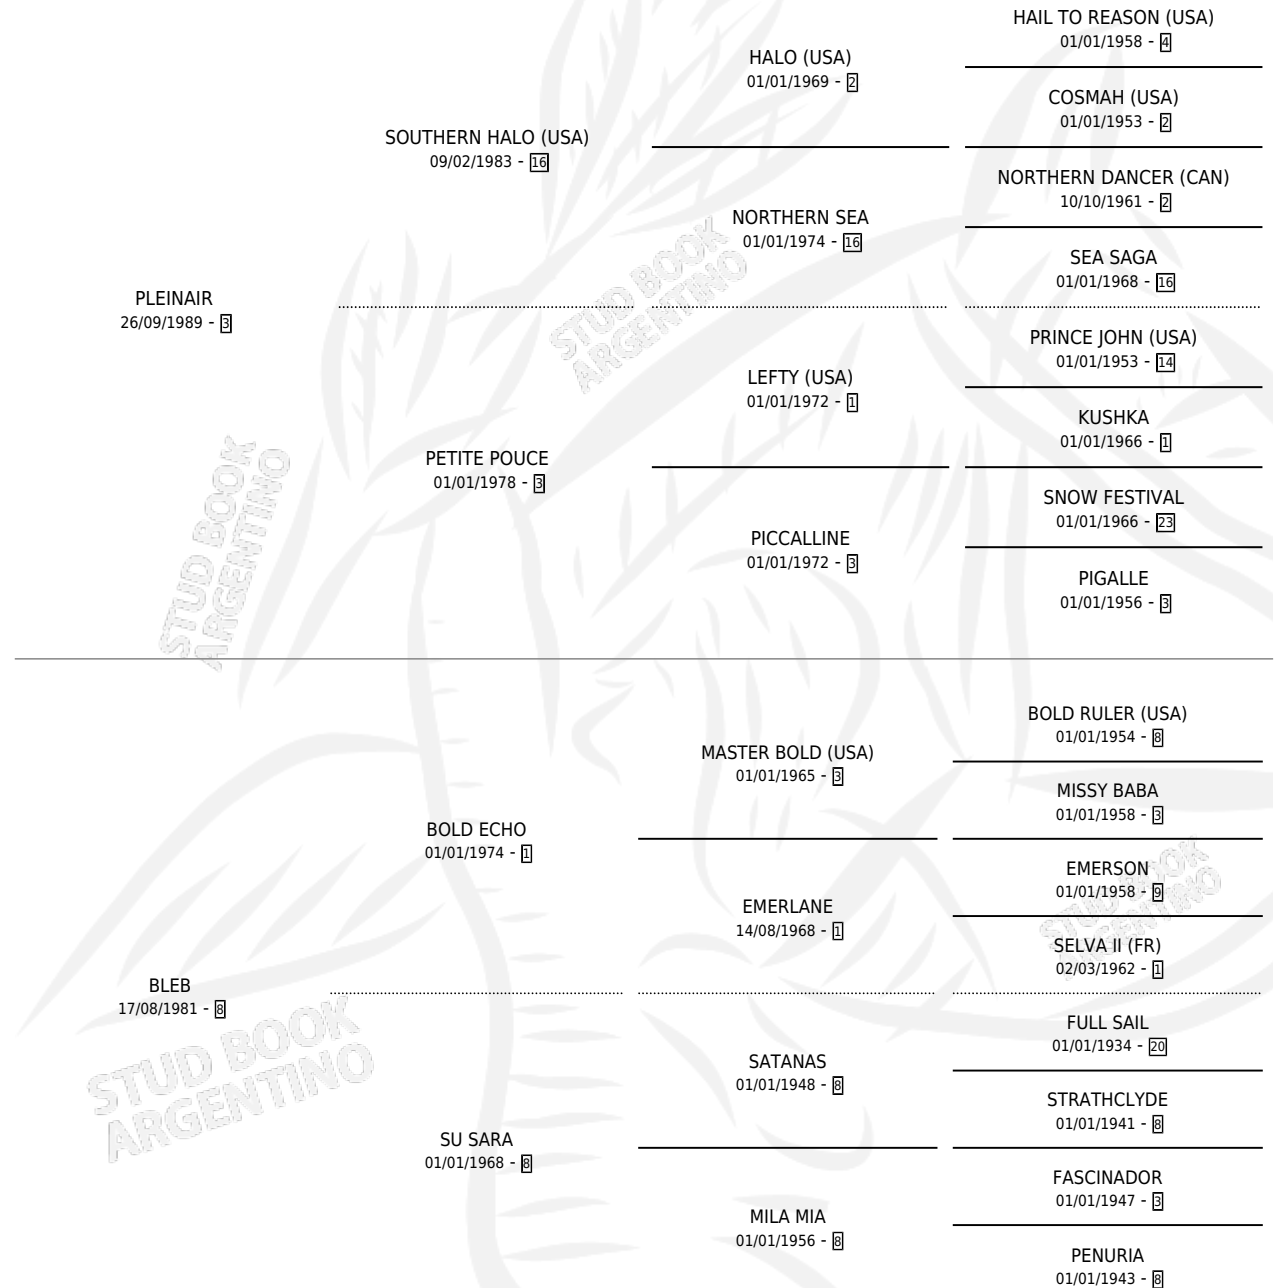 HAIL TO REASON (USA)
01/01/1958 - 4
HALO (USA)
01/01/1969 - 2
COSMAH (USA)
01/01/1953 - 2
SOUTHERN HALO (USA)
09/02/1983 - 16
NORTHERN DANCER (CAN)
10/10/1961 - 2
NORTHERN SEA
01/01/1974 - 16
SEA SAGA
01/01/1968 - 16
STUD BOOK
ARGENTINO
PLEINAIR
26/09/1989 - 3
PRINCE JOHN (USA)
01/01/1953 - 14
LEFTY (USA)
01/01/1972 - 1
KUSHKA
01/01/1966 - 1
PETITE POUCE
01/01/1978 - 3
SNOW FESTIVAL
01/01/1966 - 23
PICCALLINE
01/01/1972 - 3
PIGALLE
01/01/1956 - 3
STUD BOOK
ARGENTINO
BOLD RULER (USA)
01/01/1954 - 8
MASTER BOLD (USA)
01/01/1965 - 3
MISSY BABA
01/01/1958 - 3
BOLD ECHO
01/01/1974 - 1
EMERSON
01/01/1958 - 9
EMERLANE
14/08/1968 - 1
SELVA II (FR)
02/03/1962 - 1
STUD BOOK
ARGENTINO
BLEB
17/08/1981 - 8
FULL SAIL
01/01/1934 - 20
SATANAS
01/01/1948 - 8
STRATHCLYDE
01/01/1941 - 8
STUD BOOK
ARGENTINO
SU SARA
01/01/1968 - 8
FASCINADOR
01/01/1947 - 3
MILA MIA
01/01/1956 - 8
PENURIA
01/01/1943 - 8